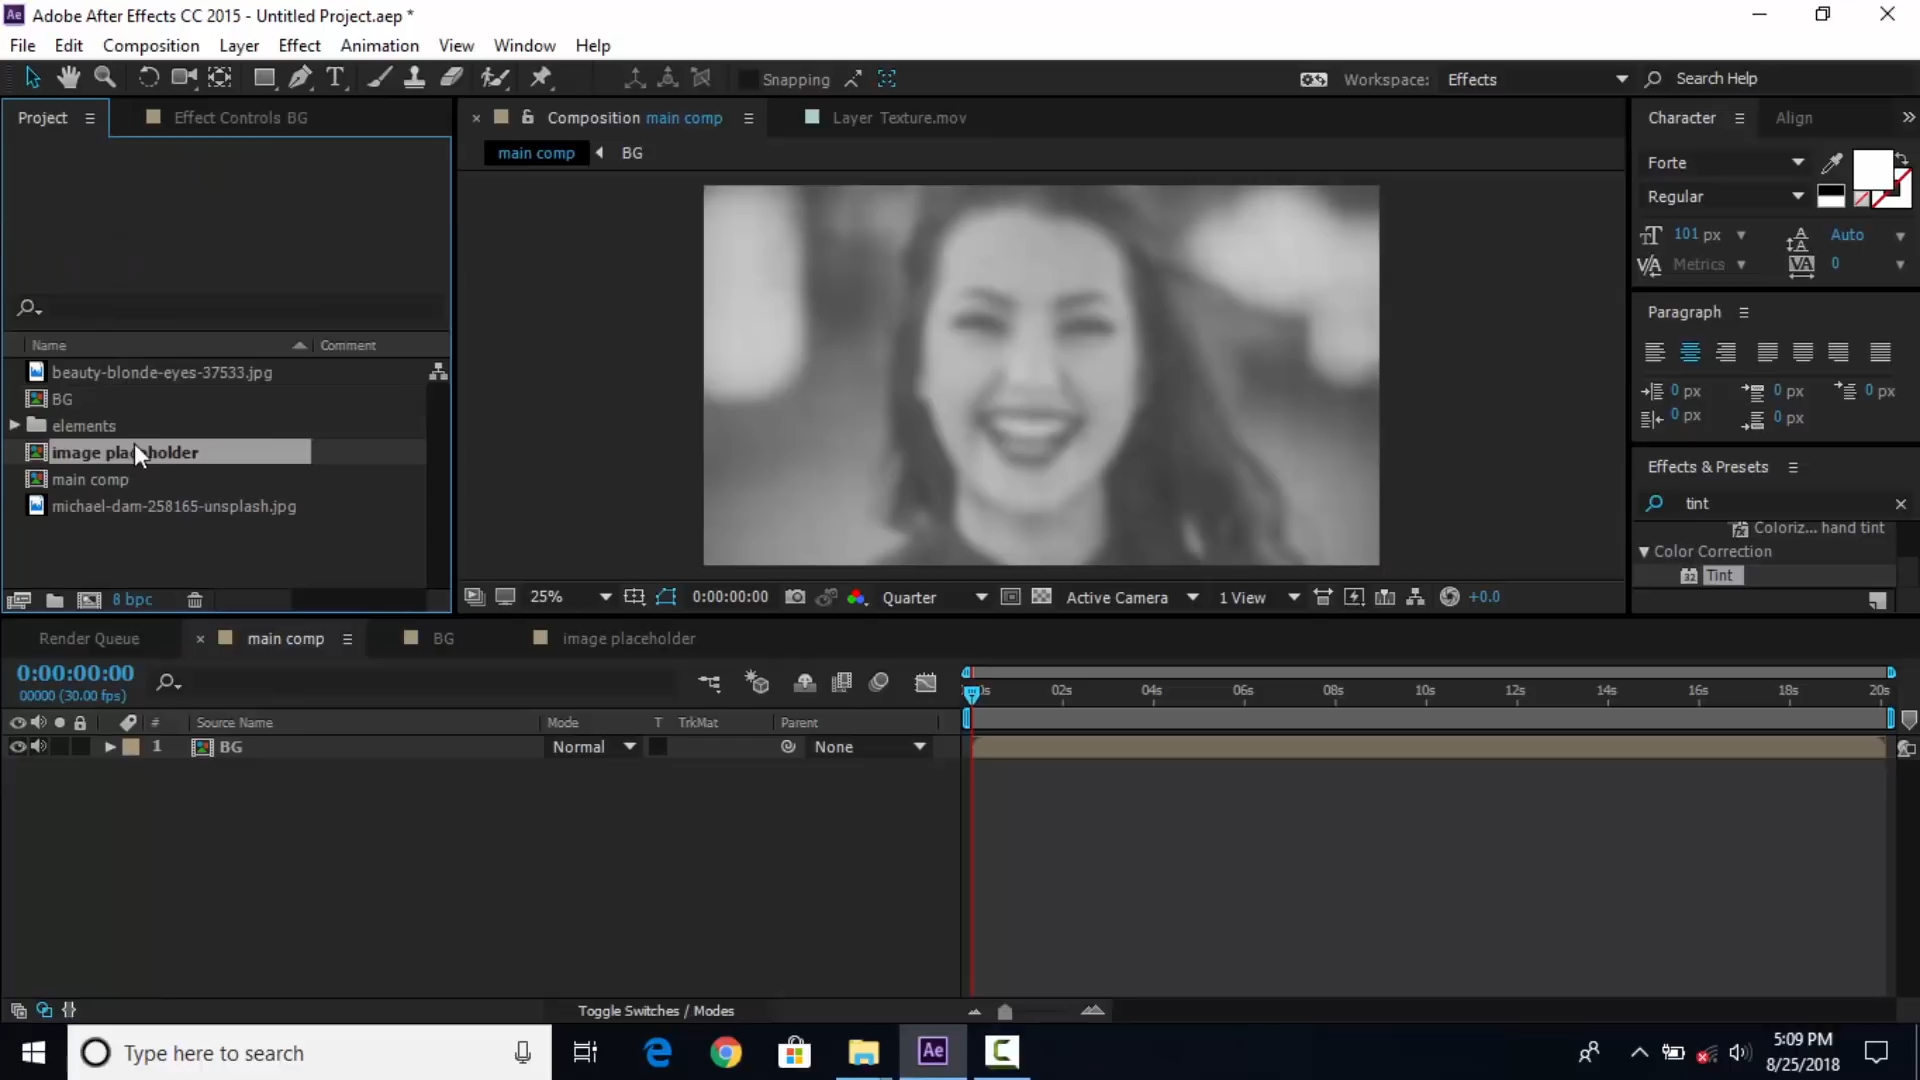 Adobe After Effects CC 2015 - Untitled Project.aep *
File Edit Composition Layer Effect Animation View Window Help
Snapping
Workspace: Effects
Search Help
Project
Effect Controls BG
Composition main comp
Layer Texture.mov
main comp
BG
Name
Comment
beauty-blonde-eyes-37533.jpg
BG
elements
image placeholder
main comp
michael-dam-258165-unsplash.jpg
8 bpc
25%
0:00:00:00
Quarter
Active Camera
1 View
+0.0
Character
Align
Forte
Regular
101 px
Auto
Metrics
0
Paragraph
0 px
0 px
0 px
0 px
0 px
Effects & Presets
tint
Coloriz... hand tint
Color Correction
32 Tint
Render Queue
main comp
BG
image placeholder
0:00:00:00
00000 (30.00 fps)
02s 04s 06s 08s 10s 12s 14s 16s 18s 20s
# Source Name Mode T TrkMat Parent
1 BG Normal None
Toggle Switches / Modes
Type here to search
Ae
5:09 PM
8/25/2018